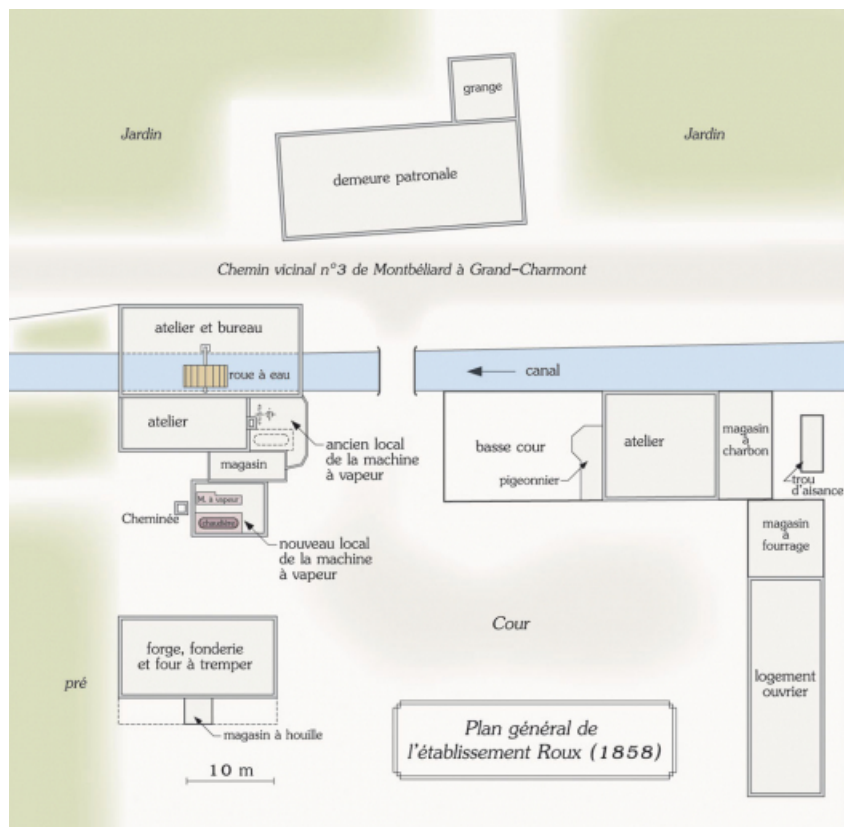 grange
Jardin
Jardin
demeure patronale
Chemin vicinal n°3 de Montbéliard à Grand-Charmont
atelier et bureau
roue à eau
canal
atelier
ancien local
de la machine
à vapeur
magasin
basse cour
pigeonnier
atelier
magasin
à
charbon
trou
d'aisance
M. à vapeur
chaudière
Cheminée
nouveau local
de la machine
à vapeur
magasin
à
fourrage
Cour
forge, fonderie
et four à tremper
pré
logement
ouvrier
magasin à houille
10 m
Plan général de
l'établissement Roux (1858)